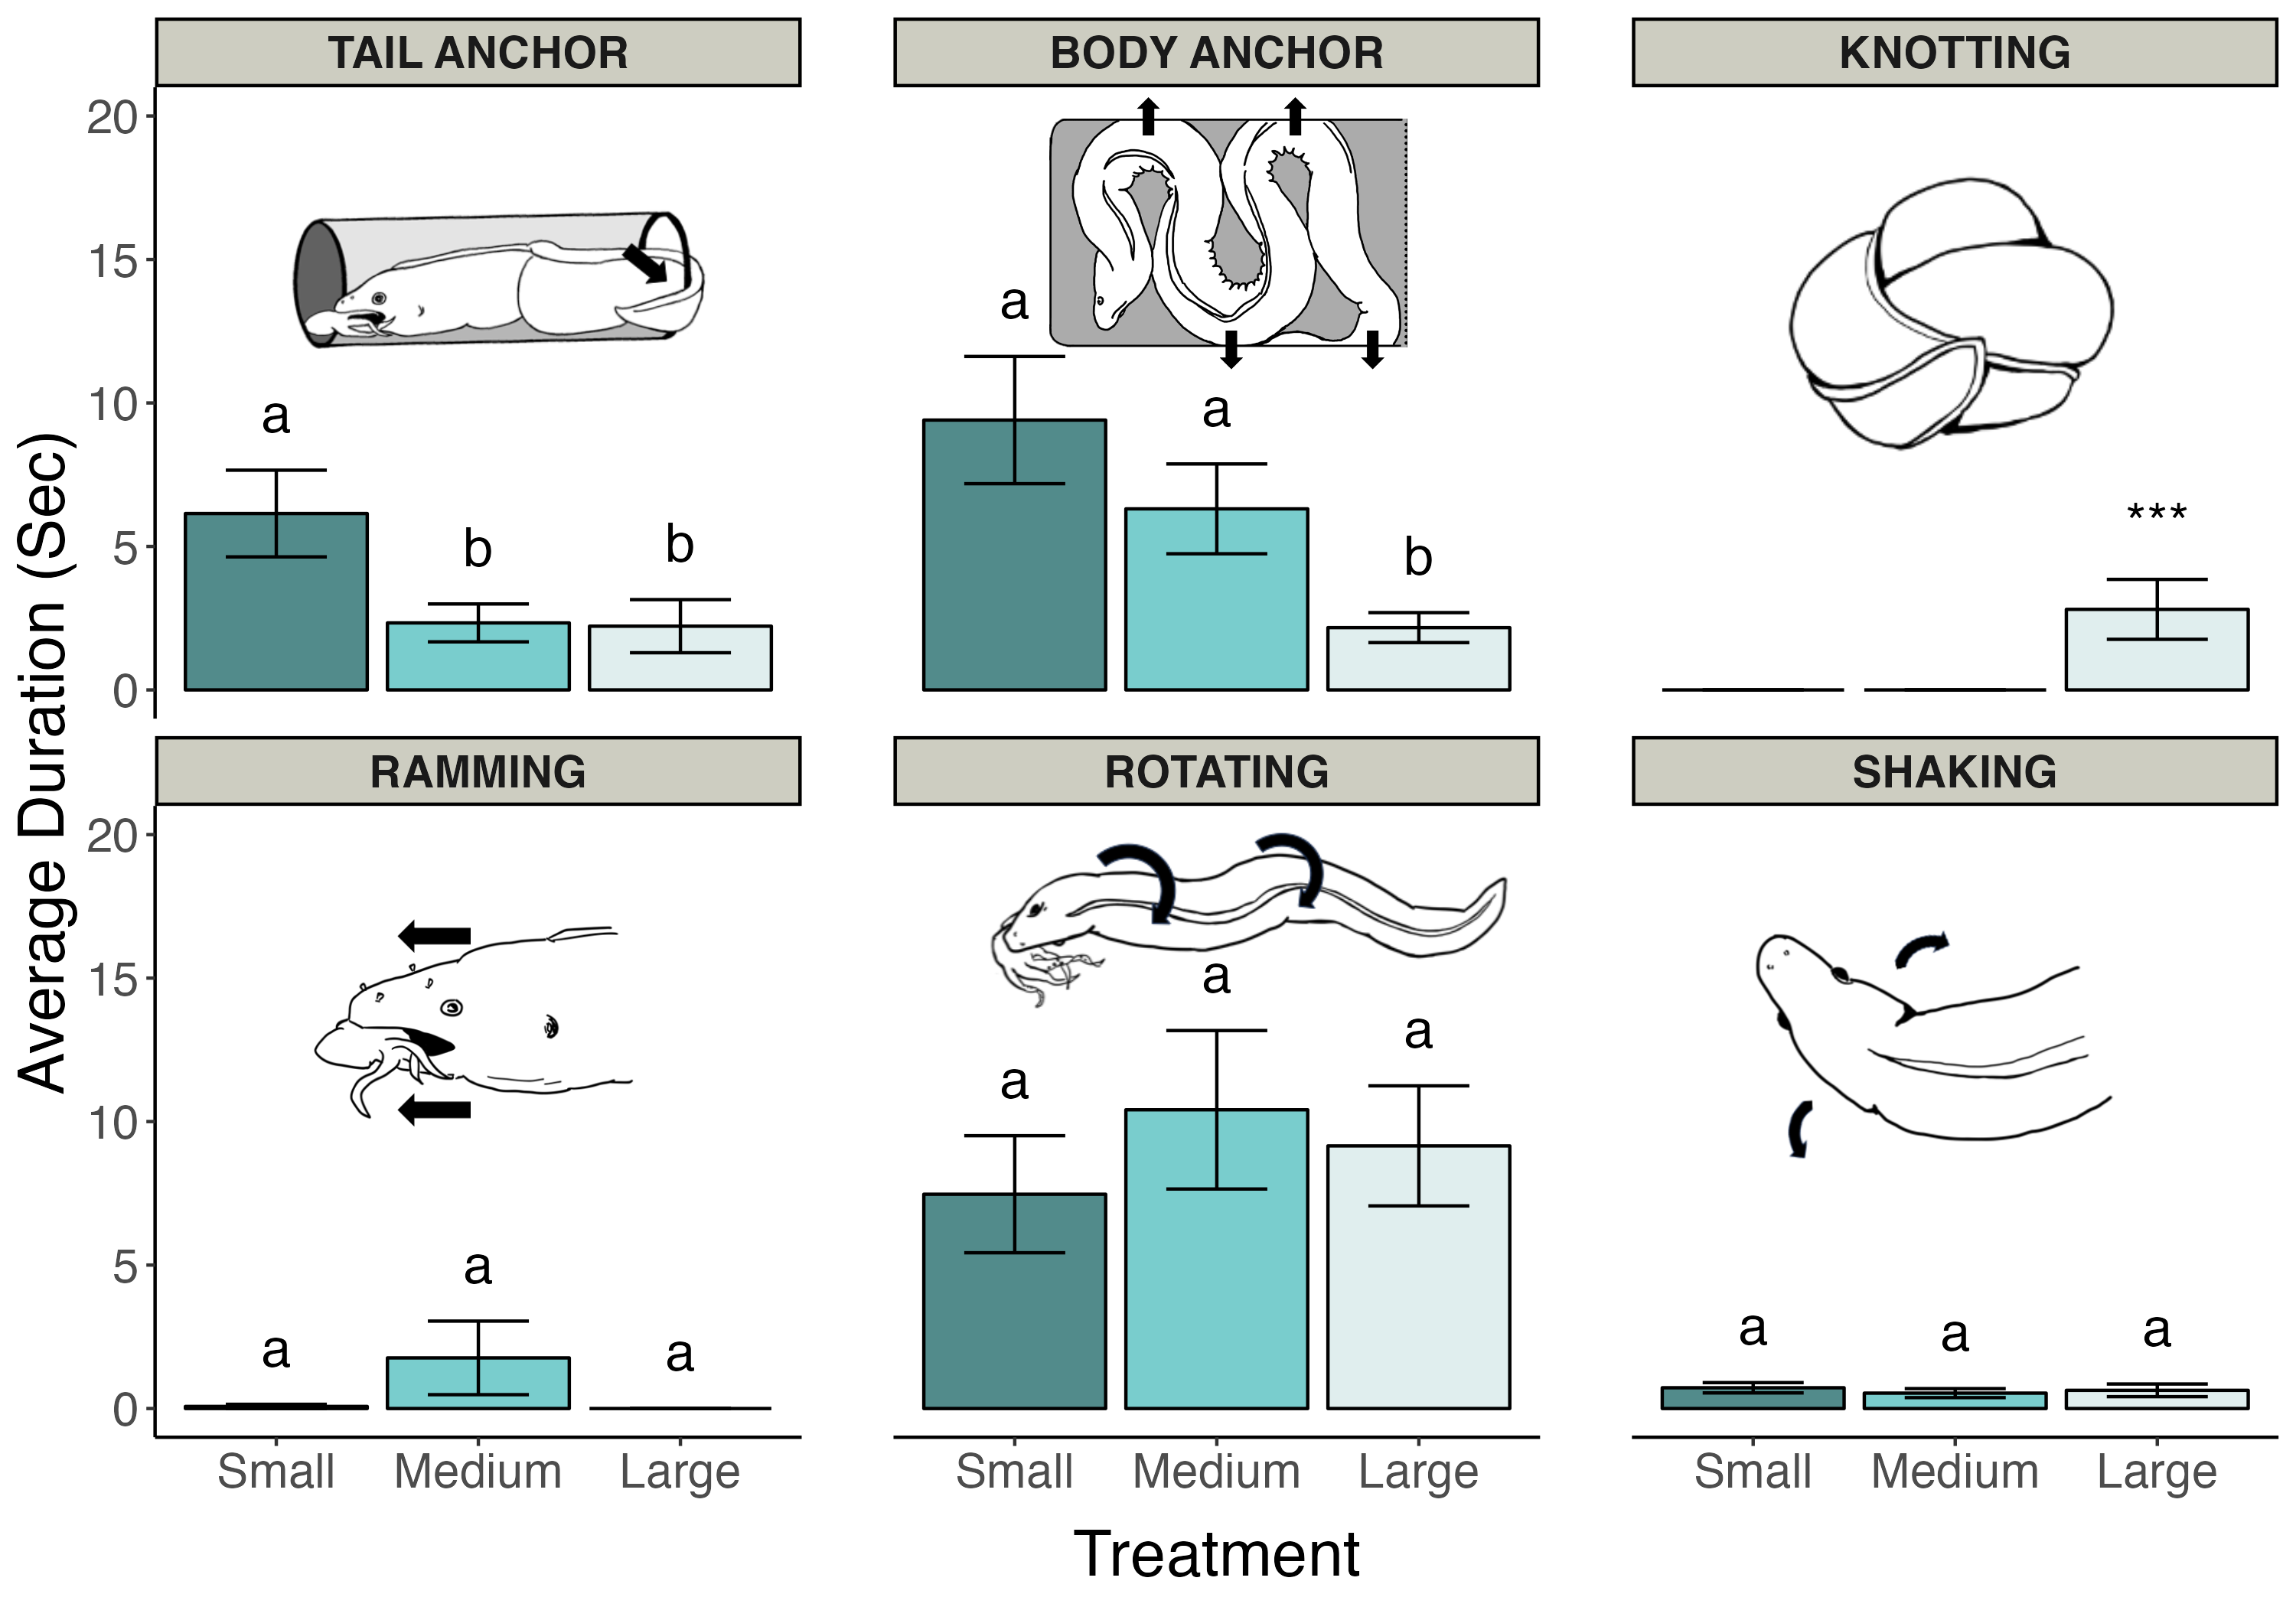 TAIL ANCHOR
BODY ANCHOR
KNOTTING
Average Duration (Sec)
20
15
10
5
0
a
b
b
a
a
b
***
RAMMING
ROTATING
SHAKING
20
15
10
5
0
a
a
a
a
a
a
a
a
a
Small Medium Large
Small Medium Large
Small Medium Large
Treatment